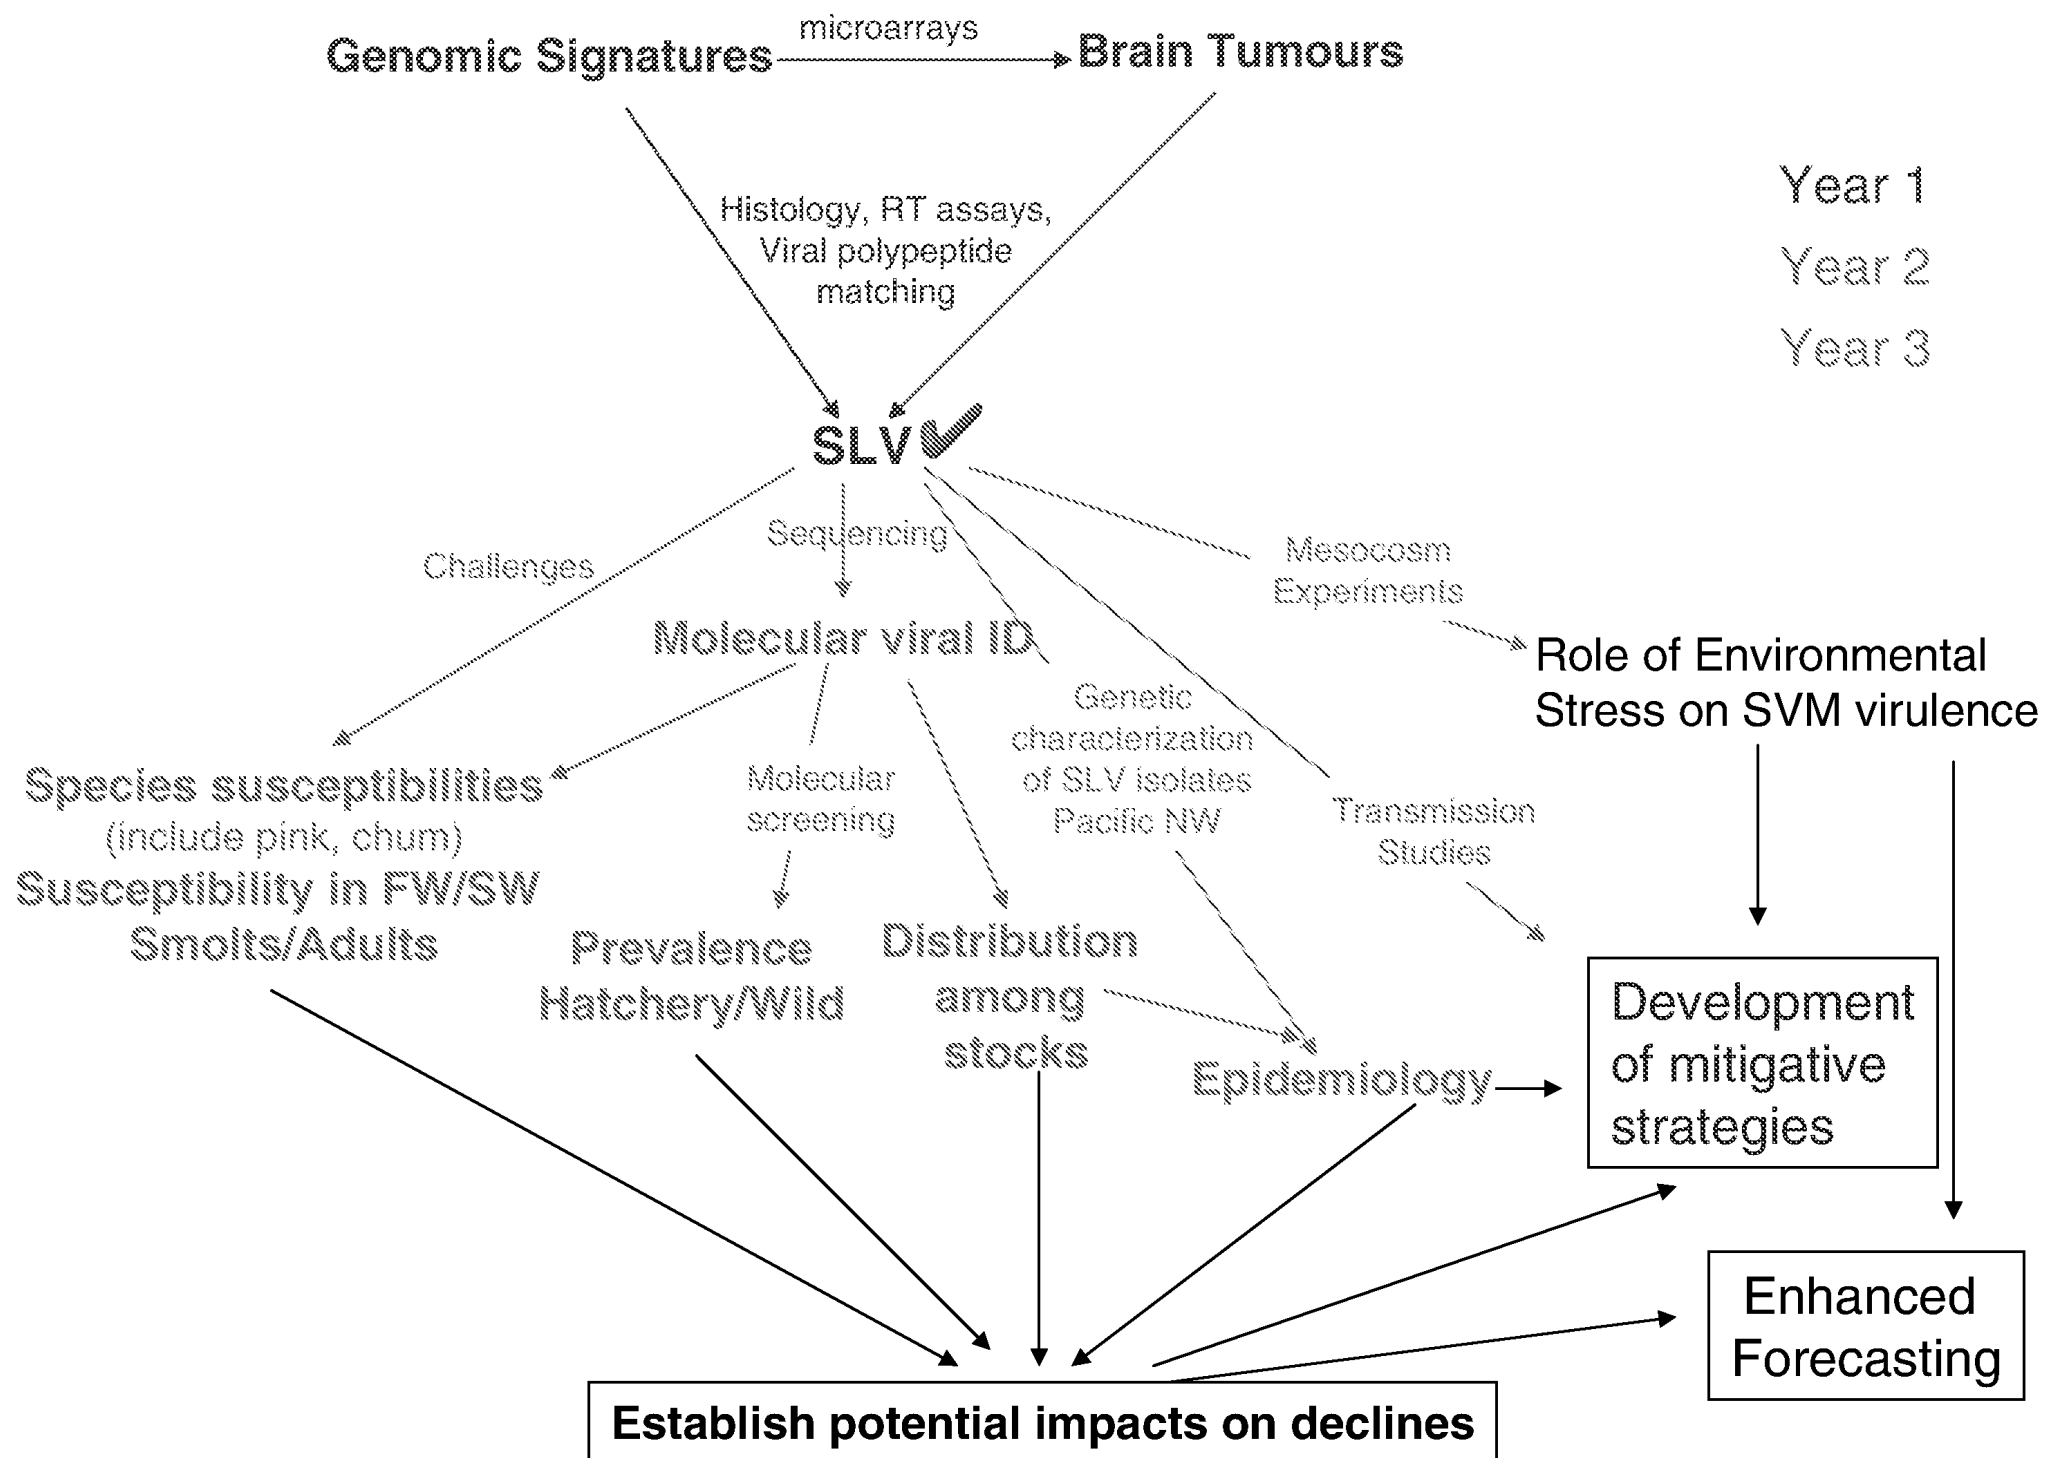 microarrays
Genomic Signatures
Brain Tumours
Year 1
Year 2
Year 3
Histology, RT assays,
Viral polypeptide
matching
SLV
Challenges
Sequencing
Mesocosm
Experiments
Molecular viral ID
Role of Environmental
Stress on SVM virulence
Genetic
characterization
of SLV isolates
Pacific NW
Species susceptibilities
(include pink, chum)
Susceptibility in FW/SW
Smolts/Adults
Molecular
screening
Transmission
Studies
Prevalence
Hatchery/Wild
Distribution
among
stocks
Epidemiology
Development
of mitigative
strategies
Enhanced
Forecasting
Establish potential impacts on declines